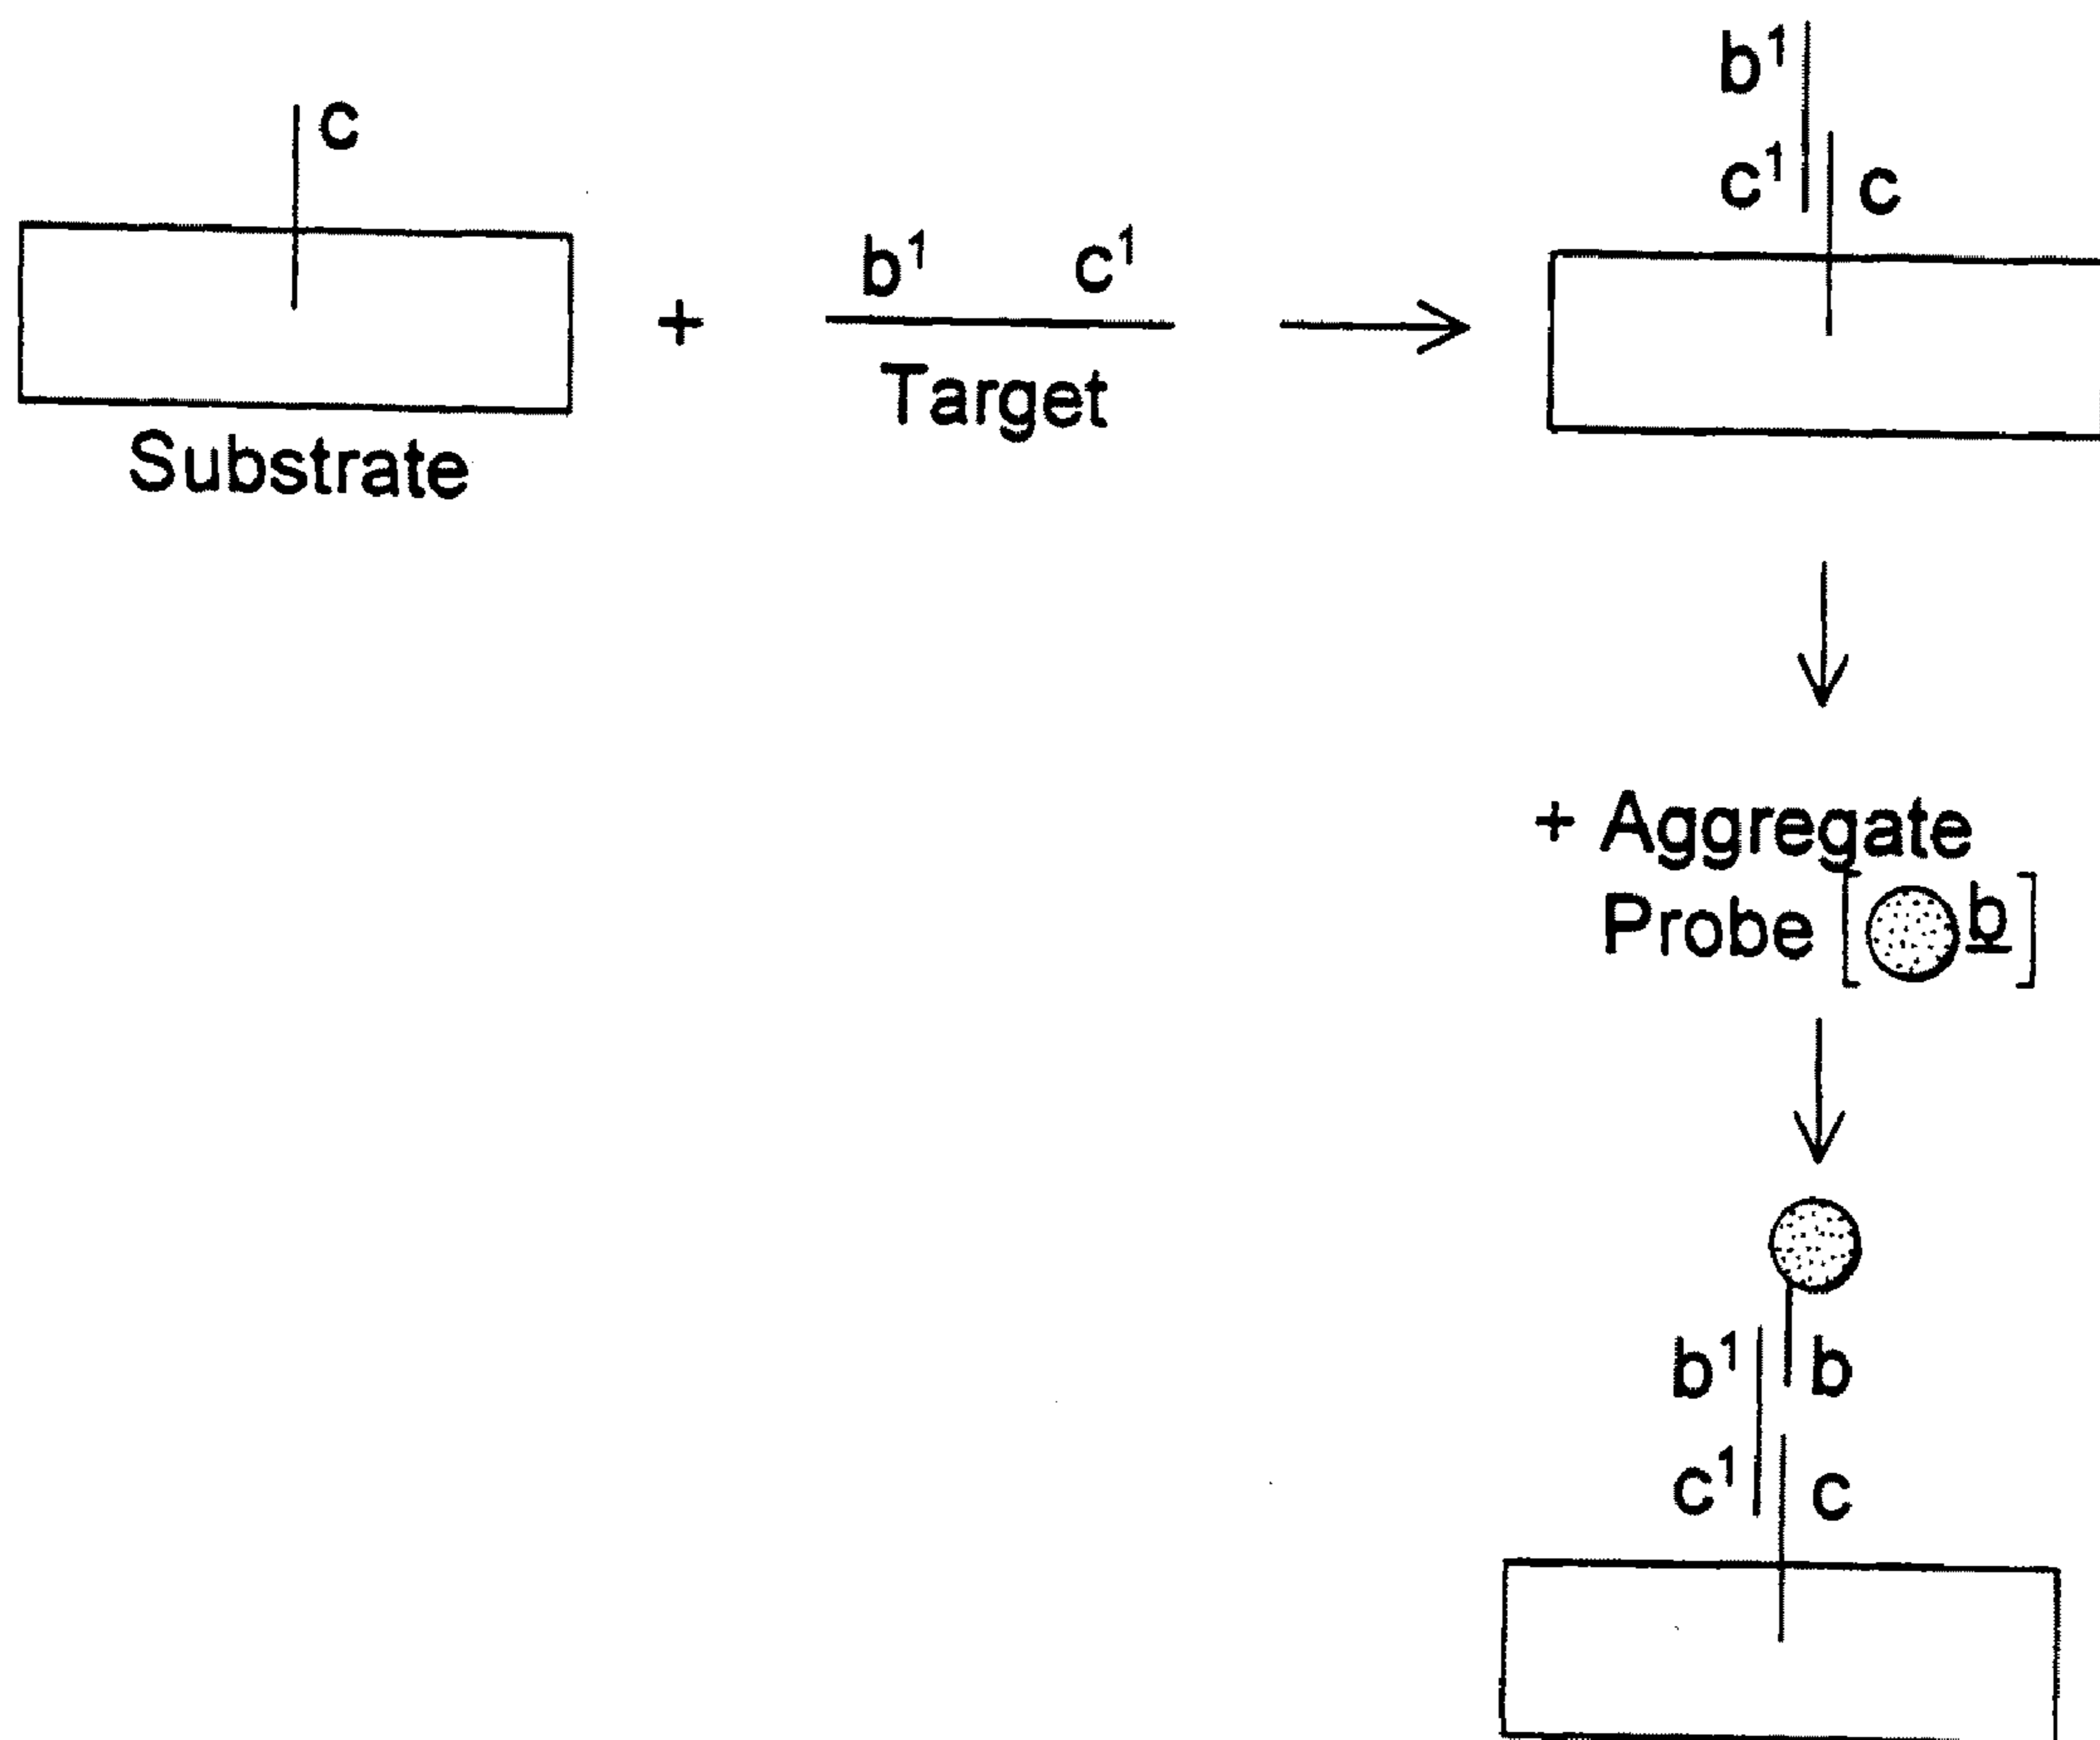 c
Substrate
+
b¹ c¹
Target
b¹
c¹ c
+ Aggregate
Probe [ b ]
b¹ b
c¹ c